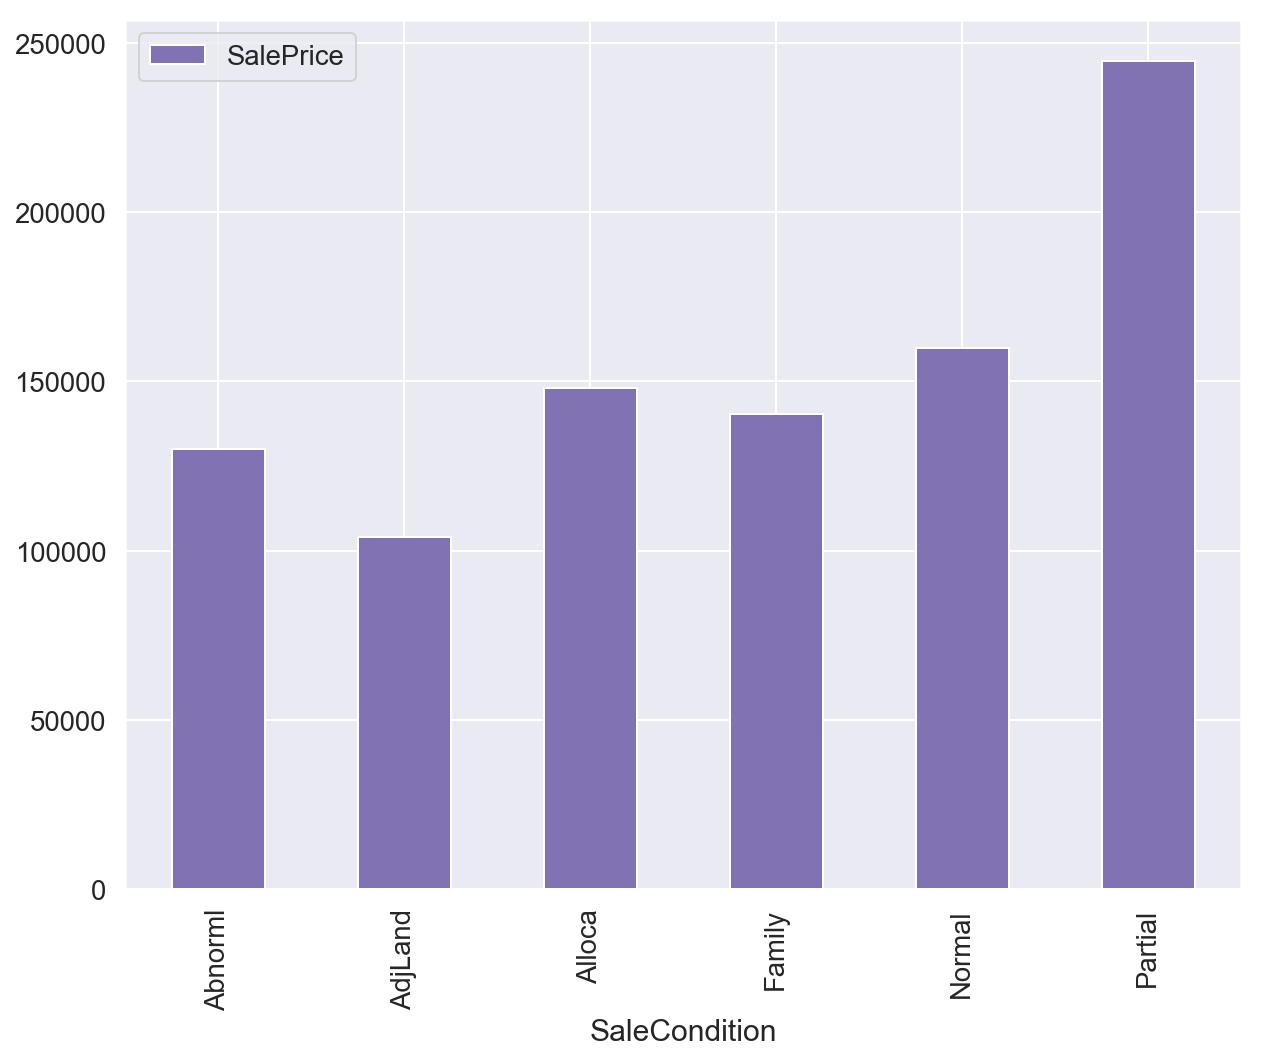 250000
SalePrice
200000
150000
100000
50000
0
Abnorml
AdjLand
Alloca
Family
Normal
Partial
SaleCondition